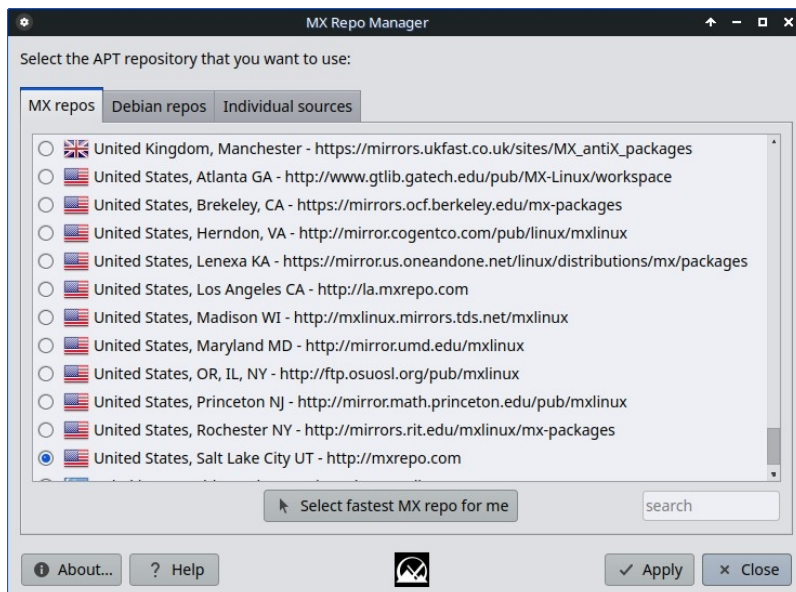 MX Repo Manager
Select the APT repository that you want to use:
MX repos Debian repos Individual sources
United Kingdom, Manchester - https://mirrors.ukfast.co.uk/sites/MX_antiX_packages
United States, Atlanta GA - http://www.gtlib.gatech.edu/pub/MX-Linux/workspace
United States, Brekeley, CA - https://mirrors.ocf.berkeley.edu/mx-packages
United States, Herndon, VA - http://mirror.cogentco.com/pub/linux/mxlinux
United States, Lenexa KA - https://mirror.us.oneandone.net/linux/distributions/mx/packages
United States, Los Angeles CA - http://la.mxrepo.com
United States, Madison WI - http://mxlinux.mirrors.tds.net/mxlinux
United States, Maryland MD - http://mirror.umd.edu/mxlinux
United States, OR, IL, NY - http://ftp.osuosl.org/pub/mxlinux
United States, Princeton NJ - http://mirror.math.princeton.edu/pub/mxlinux
United States, Rochester NY - http://mirrors.rit.edu/mxlinux/mx-packages
United States, Salt Lake City UT - http://mxrepo.com
Select fastest MX repo for me search
About... ? Help Apply Close